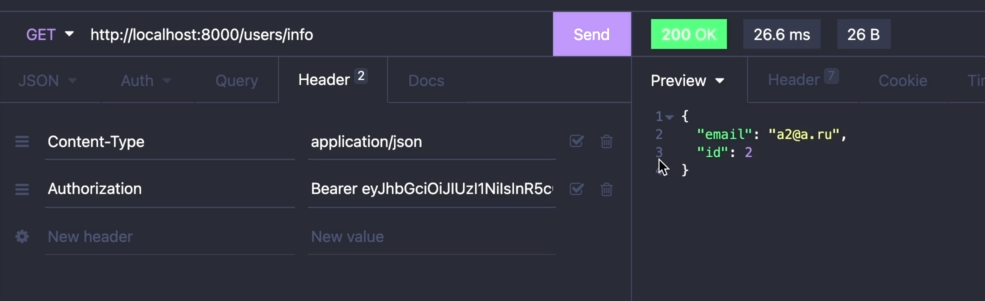 GET http://localhost:8000/users/info Send 200 OK 26.6 ms 26 B
JSON Auth Query Header 2 Docs Preview Header 7 Cookie
1 {
Content-Type application/json
2 "email": "a2@a.ru",
3 "id": 2
}
Authorization Bearer eyJhbGciOiJIUzI1NiIsInR5c
New header New value